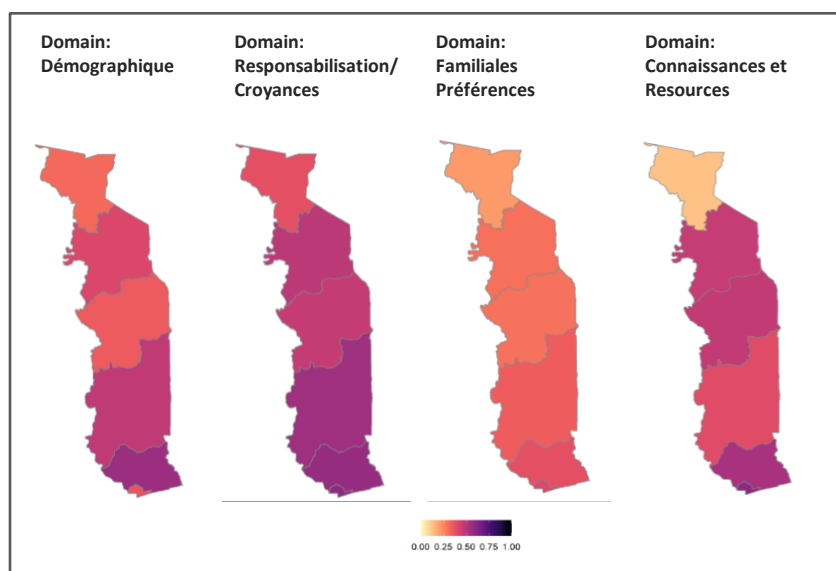 Domain:
Démographique
Domain:
Responsabilisation/
Croyances
Domain:
Familiales
Préférences
Domain:
Connaissances et
Resources
0.00 0.25 0.50 0.75 1.00